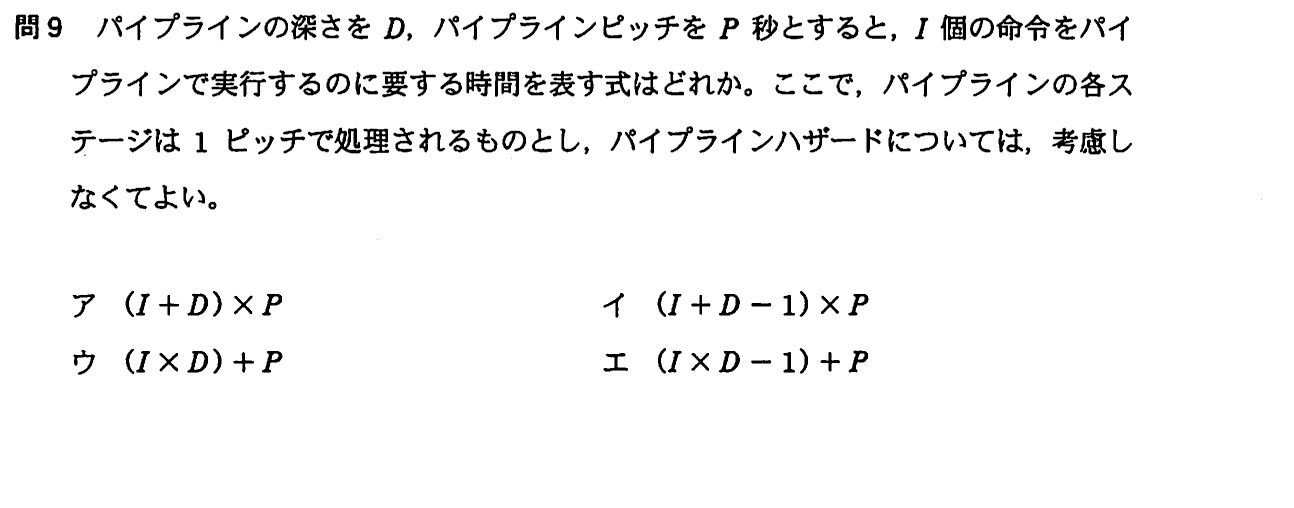 問9 パイプラインの深さを D，パイプラインピッチを P 秒とすると，I 個の命令をパイ
プラインで実行するのに要する時間を表す式はどれか。ここで，パイプラインの各ス
テージは 1 ピッチで処理されるものとし，パイプラインハザードについては，考慮し
なくてよい。
ア (I + D) × P イ (I + D − 1) × P
ウ (I × D) + P エ (I × D − 1) + P